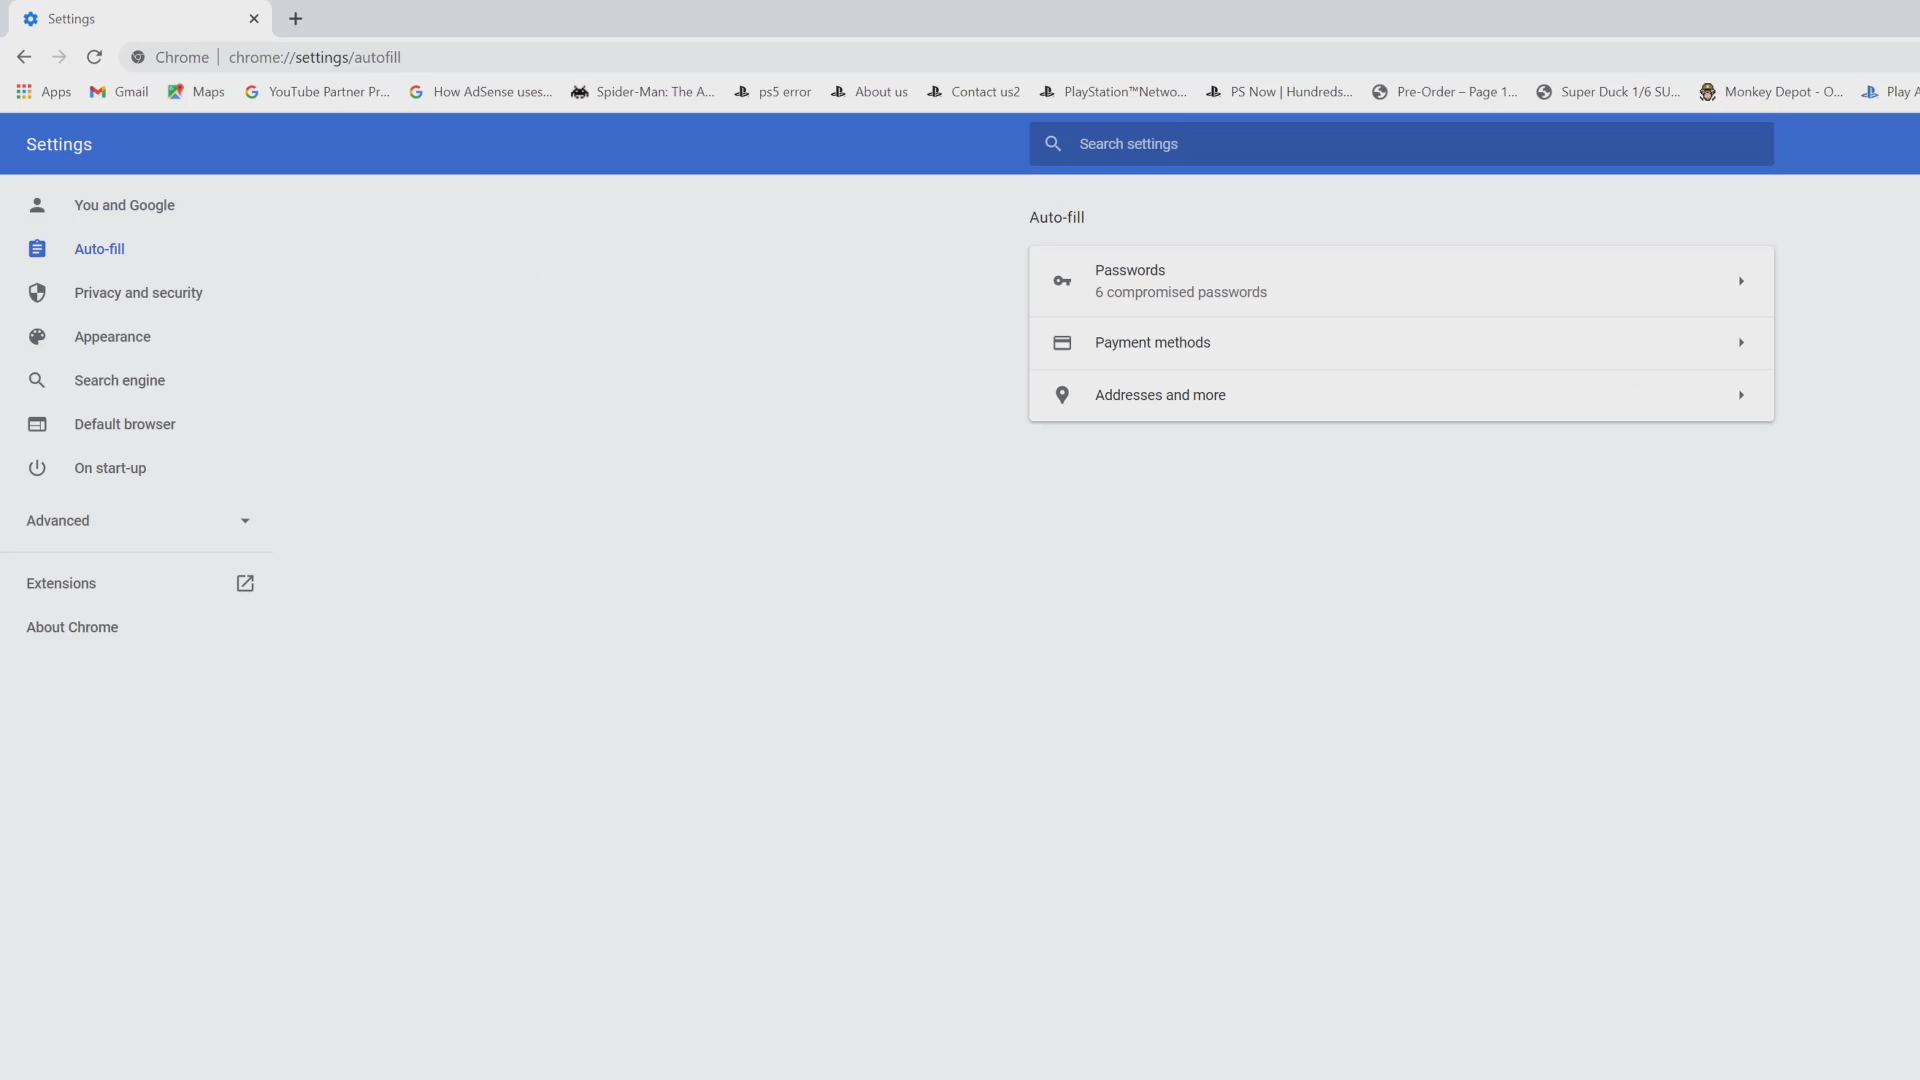 Settings
Chrome | chrome://settings/autofill
Apps Gmail Maps YouTube Partner Pr... How AdSense uses... Spider-Man: The A... ps5 error About us Contact us2 PlayStation™Netwo... PS Now | Hundreds... Pre-Order – Page 1... Super Duck 1/6 SU... Monkey Depot - O... Play A
Settings
Search settings
You and Google
Auto-fill
Privacy and security
Appearance
Search engine
Default browser
On start-up
Advanced
Extensions
About Chrome
Auto-fill
Passwords
6 compromised passwords
Payment methods
Addresses and more